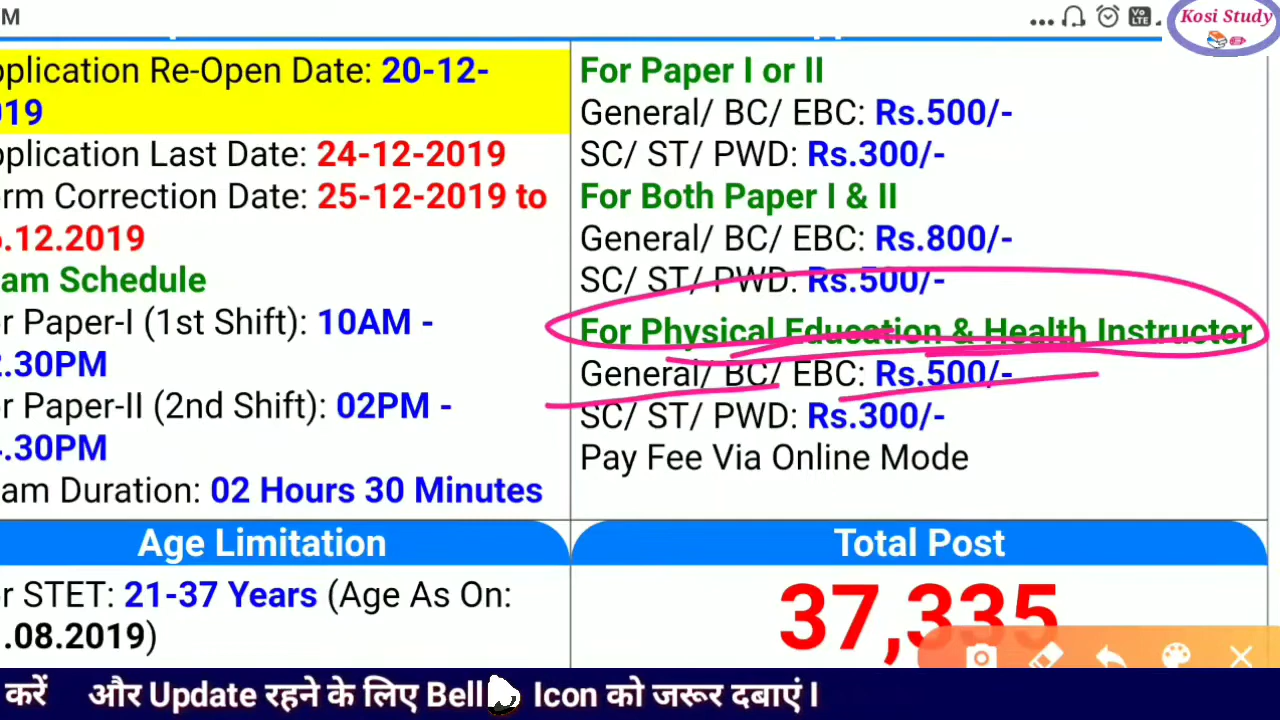 M
Kosi Study
pplication Re-Open Date: 20-12-
019
pplication Last Date: 24-12-2019
orm Correction Date: 25-12-2019 to
.12.2019
am Schedule
r Paper-I (1st Shift): 10AM -
2.30PM
r Paper-II (2nd Shift): 02PM -
.30PM
am Duration: 02 Hours 30 Minutes
For Paper I or II
General/ BC/ EBC: Rs.500/-
SC/ ST/ PWD: Rs.300/-
For Both Paper I & II
General/ BC/ EBC: Rs.800/-
SC/ ST/ PWD: Rs.500/-
For Physical Education & Health Instructor
General/ BC/ EBC: Rs.500/-
SC/ ST/ PWD: Rs.300/-
Pay Fee Via Online Mode
Age Limitation
r STET: 21-37 Years (Age As On:
.08.2019)
Total Post
37,335
करें और Update रहने के लिए Bell Icon को जरूर दबाएं।